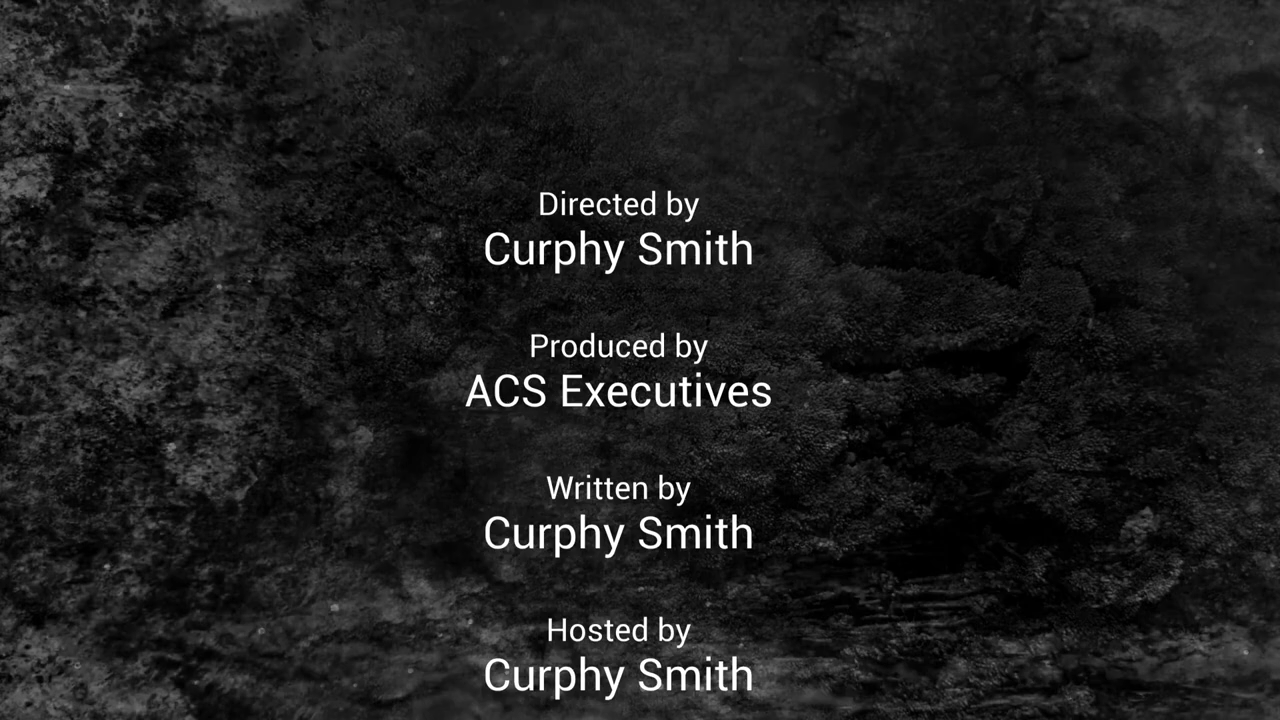 Directed by
Curphy Smith
Produced by
ACS Executives
Written by
Curphy Smith
Hosted by
Curphy Smith